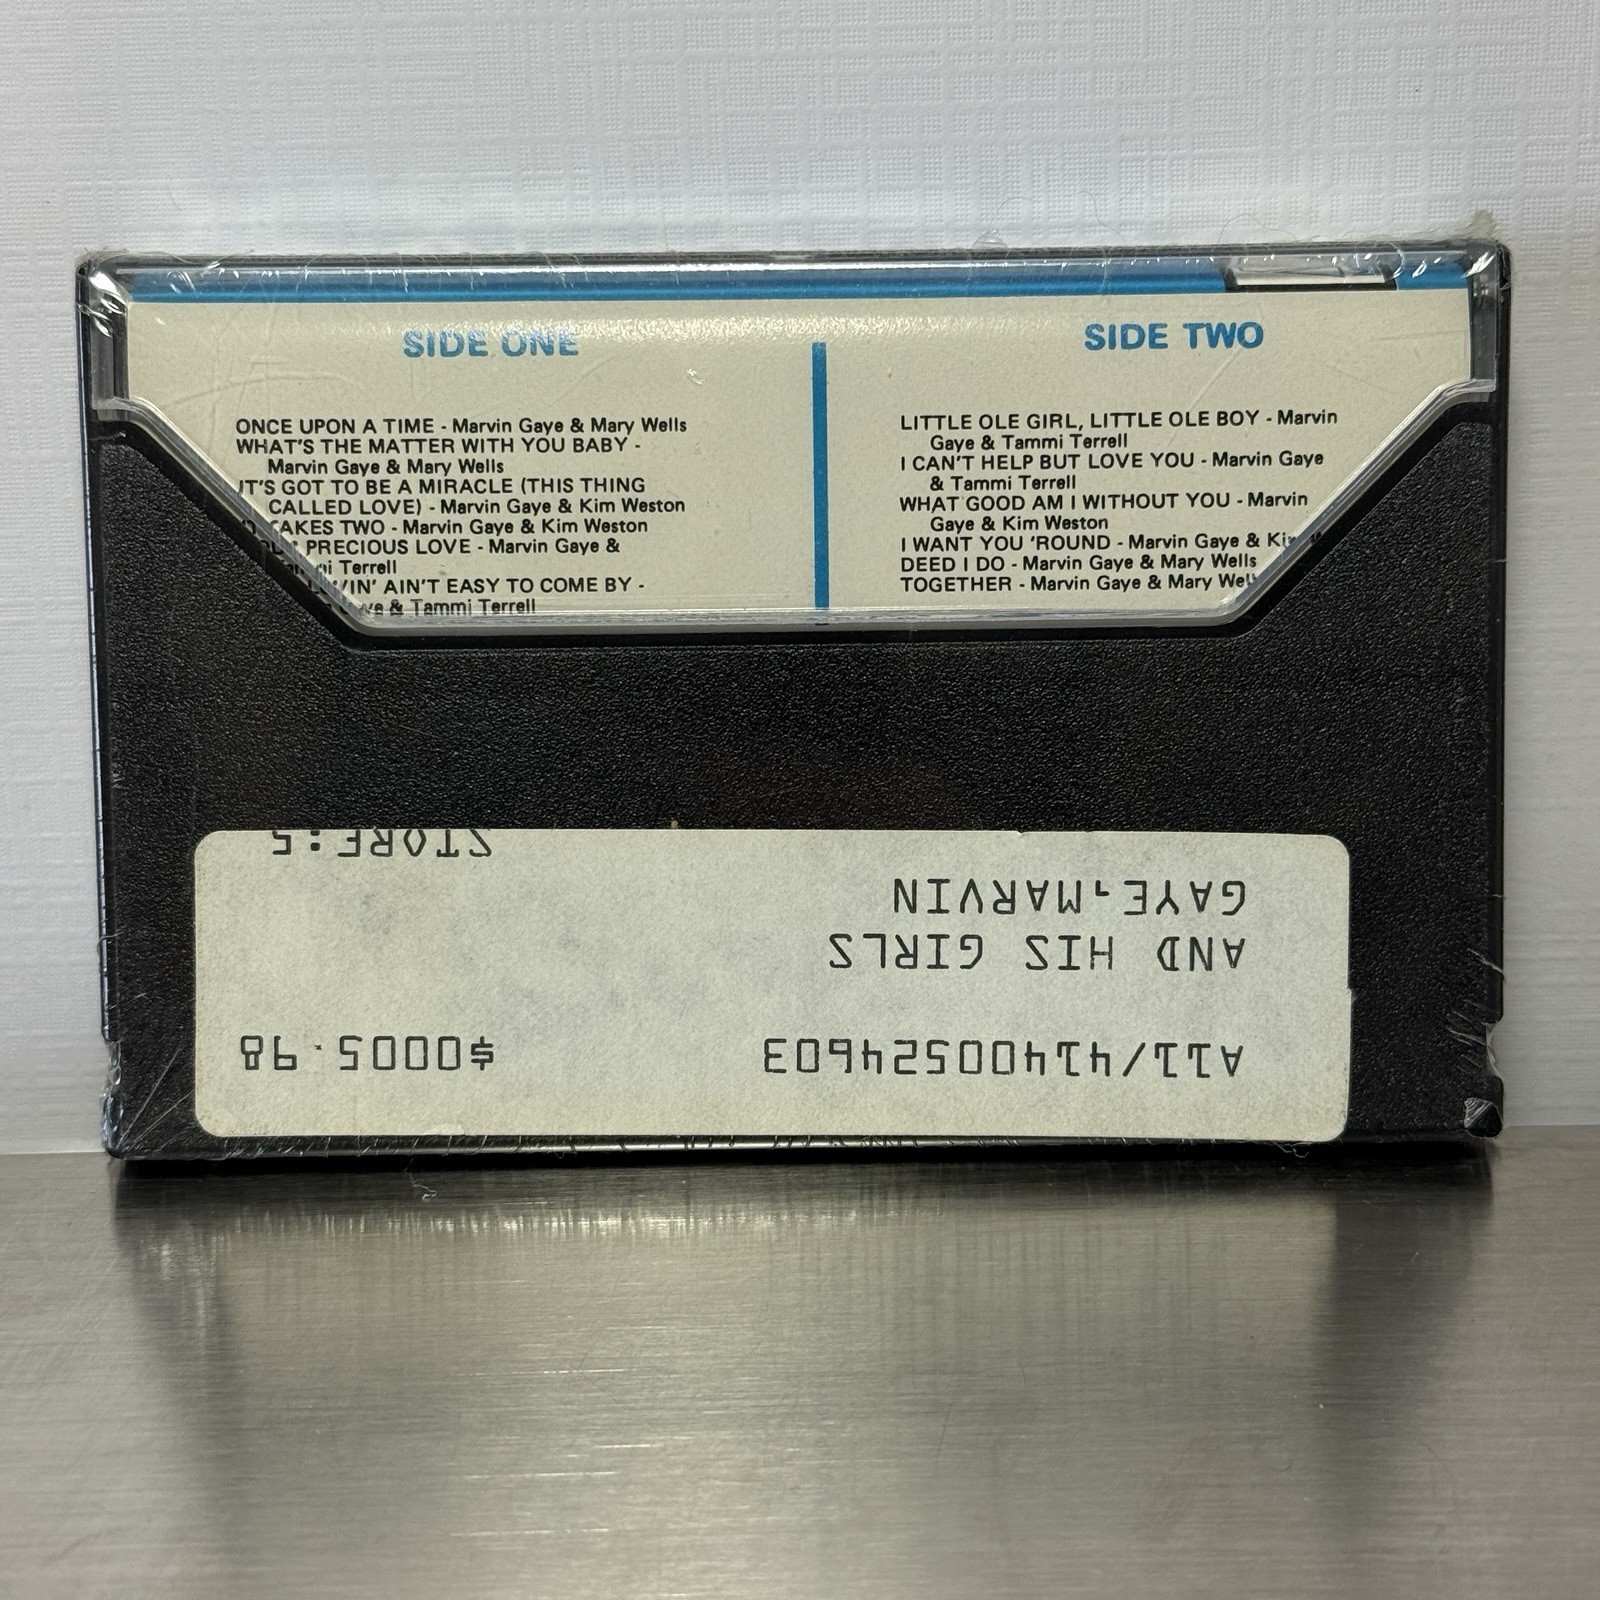 SIDE ONE
ONCE UPON A TIME - Marvin Gaye & Mary Wells
WHAT'S THE MATTER WITH YOU BABY -
Marvin Gaye & Mary Wells
IT'S GOT TO BE A MIRACLE (THIS THING
CALLED LOVE) - Marvin Gaye & Kim Weston
TAKES TWO - Marvin Gaye & Kim Weston
PRECIOUS LOVE - Marvin Gaye &
Tammi Terrell
AIN'T EASY TO COME BY -
& Tammi Terrell
SIDE TWO
LITTLE OLE GIRL, LITTLE OLE BOY - Marvin
Gaye & Tammi Terrell
I CAN'T HELP BUT LOVE YOU - Marvin Gaye
& Tammi Terrell
WHAT GOOD AM I WITHOUT YOU - Marvin
Gaye & Kim Weston
I WANT YOU 'ROUND - Marvin Gaye & Kim
DEED I DO - Marvin Gaye & Mary Wells
TOGETHER - Marvin Gaye & Mary Wells
A11/41400524603 $0005.98
AND HIS GIRLS
GAYE,MARVIN
STORE:5